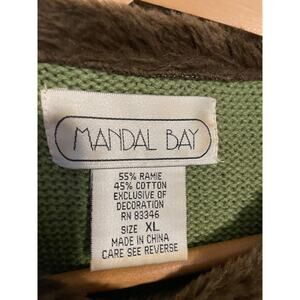 MANDAL BAY
55% RAMIE
45% COTTON
EXCLUSIVE OF
DECORATION
RN 83346
SIZE XL
MADE IN CHINA
CARE SEE REVERSE